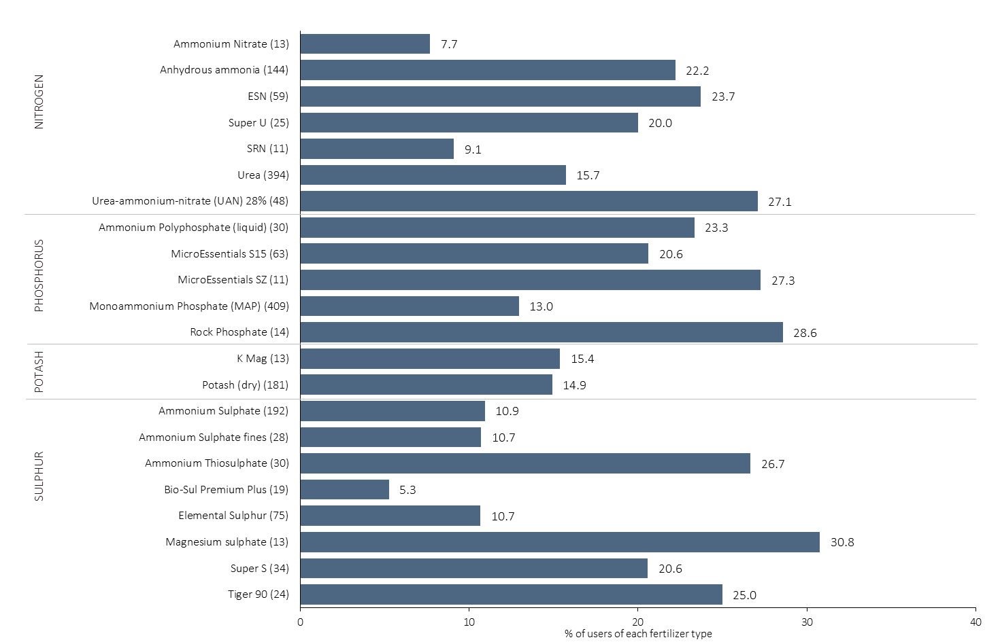 NITROGEN
Ammonium Nitrate (13) 7.7
Anhydrous ammonia (144) 22.2
ESN (59) 23.7
Super U (25) 20.0
SRN (11) 9.1
Urea (394) 15.7
Urea-ammonium-nitrate (UAN) 28% (48) 27.1
PHOSPHORUS
Ammonium Polyphosphate (liquid) (30) 23.3
MicroEssentials S15 (63) 20.6
MicroEssentials SZ (11) 27.3
Monoammonium Phosphate (MAP) (409) 13.0
Rock Phosphate (14) 28.6
POTASH
K Mag (13) 15.4
Potash (dry) (181) 14.9
SULPHUR
Ammonium Sulphate (192) 10.9
Ammonium Sulphate fines (28) 10.7
Ammonium Thiosulphate (30) 26.7
Bio-Sul Premium Plus (19) 5.3
Elemental Sulphur (75) 10.7
Magnesium sulphate (13) 30.8
Super S (34) 20.6
Tiger 90 (24) 25.0
0 10 20 30 40
% of users of each fertilizer type